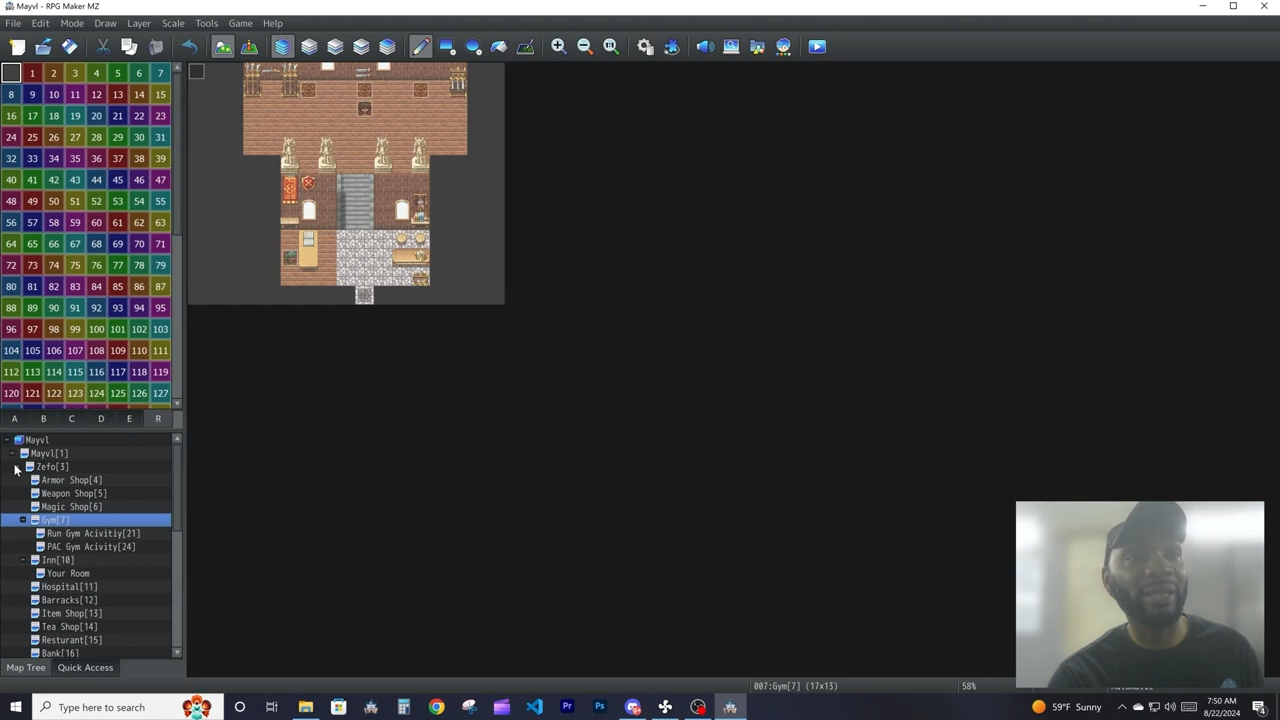 Mayvl - RPG Maker MZ
File Edit Mode Draw Layer Scale Tools Game Help
1 2 3 4 5 6 7
8 9 10 11 12 13 14 15
16 17 18 19 20 21 22 23
24 25 26 27 28 29 30 31
32 33 34 35 36 37 38 39
40 41 42 43 44 45 46 47
48 49 50 51 52 53 54 55
56 57 58 59 60 61 62 63
64 65 66 67 68 69 70 71
72 73 74 75 76 77 78 79
80 81 82 83 84 85 86 87
88 89 90 91 92 93 94 95
96 97 98 99 100 101 102 103
104 105 106 107 108 109 110 111
112 113 114 115 116 117 118 119
120 121 122 123 124 125 126 127
A B C D E R
Mayvl
Mayvl[1]
Zefo[3]
Armor Shop[4]
Weapon Shop[5]
Magic Shop[6]
Gym[7]
Run Gym Acivitiy[21]
PAC Gym Acivity[24]
Inn[10]
Your Room
Hospital[11]
Barracks[12]
Item Shop[13]
Tea Shop[14]
Resturant[15]
Bank[16]
Map Tree Quick Access
007:Gym[7] (17x13) 58% Automatic
Type here to search
59°F Sunny
7:50 AM
8/22/2024
4